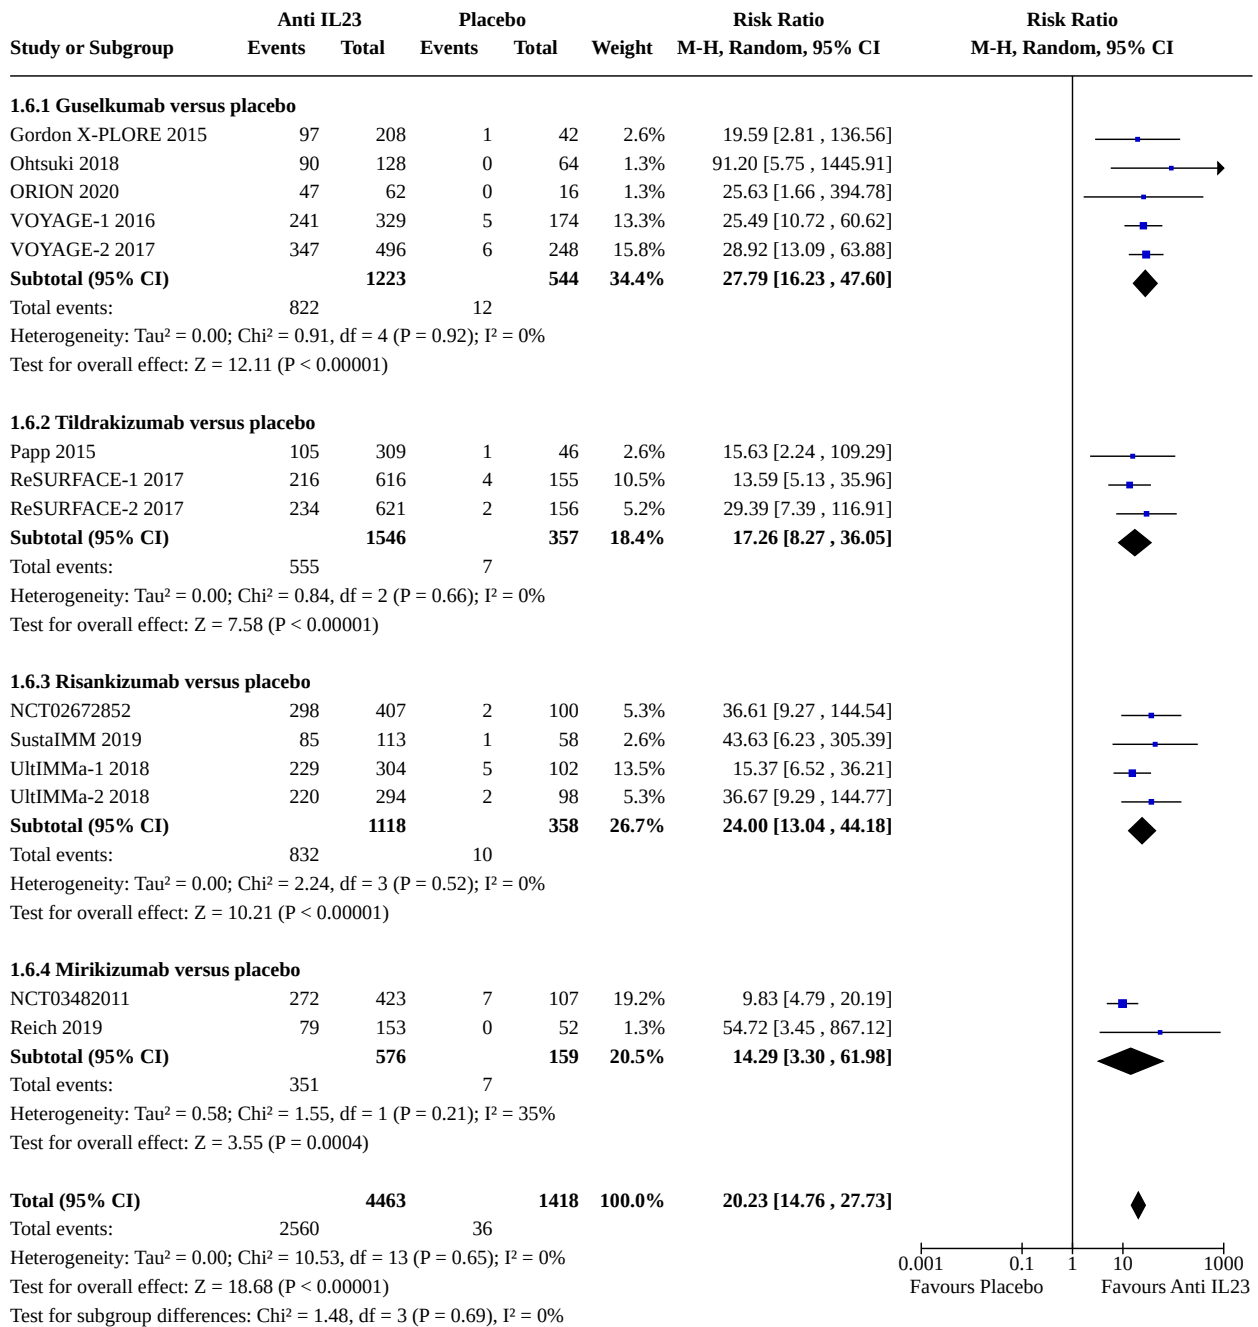 Anti IL23 Placebo Risk Ratio Risk Ratio
Study or Subgroup Events Total Events Total Weight M-H, Random, 95% CI M-H, Random, 95% CI
1.6.1 Guselkumab versus placebo
Gordon X-PLORE 2015 97 208 1 42 2.6% 19.59 [2.81 , 136.56]
Ohtsuki 2018 90 128 0 64 1.3% 91.20 [5.75 , 1445.91]
ORION 2020 47 62 0 16 1.3% 25.63 [1.66 , 394.78]
VOYAGE-1 2016 241 329 5 174 13.3% 25.49 [10.72 , 60.62]
VOYAGE-2 2017 347 496 6 248 15.8% 28.92 [13.09 , 63.88]
Subtotal (95% CI) 1223 544 34.4% 27.79 [16.23 , 47.60]
Total events: 822 12
Heterogeneity: Tau² = 0.00; Chi² = 0.91, df = 4 (P = 0.92); I² = 0%
Test for overall effect: Z = 12.11 (P < 0.00001)
1.6.2 Tildrakizumab versus placebo
Papp 2015 105 309 1 46 2.6% 15.63 [2.24 , 109.29]
ReSURFACE-1 2017 216 616 4 155 10.5% 13.59 [5.13 , 35.96]
ReSURFACE-2 2017 234 621 2 156 5.2% 29.39 [7.39 , 116.91]
Subtotal (95% CI) 1546 357 18.4% 17.26 [8.27 , 36.05]
Total events: 555 7
Heterogeneity: Tau² = 0.00; Chi² = 0.84, df = 2 (P = 0.66); I² = 0%
Test for overall effect: Z = 7.58 (P < 0.00001)
1.6.3 Risankizumab versus placebo
NCT02672852 298 407 2 100 5.3% 36.61 [9.27 , 144.54]
SustaIMM 2019 85 113 1 58 2.6% 43.63 [6.23 , 305.39]
UltIMMa-1 2018 229 304 5 102 13.5% 15.37 [6.52 , 36.21]
UltIMMa-2 2018 220 294 2 98 5.3% 36.67 [9.29 , 144.77]
Subtotal (95% CI) 1118 358 26.7% 24.00 [13.04 , 44.18]
Total events: 832 10
Heterogeneity: Tau² = 0.00; Chi² = 2.24, df = 3 (P = 0.52); I² = 0%
Test for overall effect: Z = 10.21 (P < 0.00001)
1.6.4 Mirikizumab versus placebo
NCT03482011 272 423 7 107 19.2% 9.83 [4.79 , 20.19]
Reich 2019 79 153 0 52 1.3% 54.72 [3.45 , 867.12]
Subtotal (95% CI) 576 159 20.5% 14.29 [3.30 , 61.98]
Total events: 351 7
Heterogeneity: Tau² = 0.58; Chi² = 1.55, df = 1 (P = 0.21); I² = 35%
Test for overall effect: Z = 3.55 (P = 0.0004)
Total (95% CI) 4463 1418 100.0% 20.23 [14.76 , 27.73]
Total events: 2560 36
Heterogeneity: Tau² = 0.00; Chi² = 10.53, df = 13 (P = 0.65); I² = 0%
0.001 0.1 1 10 1000
Test for overall effect: Z = 18.68 (P < 0.00001)
Favours Placebo Favours Anti IL23
Test for subgroup differences: Chi² = 1.48, df = 3 (P = 0.69), I² = 0%